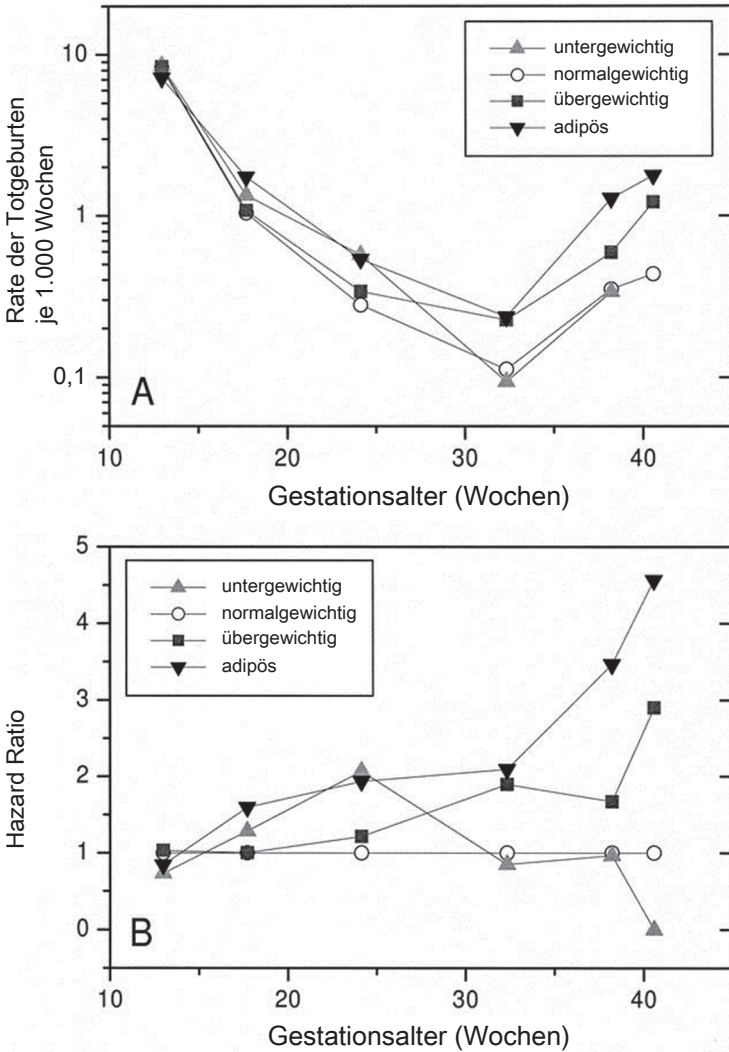 10
1
0,1
Rate der Totgeburten
je 1.000 Wochen
untergewichtig
normalgewichtig
übergewichtig
adipös
A
10
20
30
40
Gestationsalter (Wochen)
5
4
3
2
1
0
Hazard Ratio
untergewichtig
normalgewichtig
übergewichtig
adipös
B
10
20
30
40
Gestationsalter (Wochen)